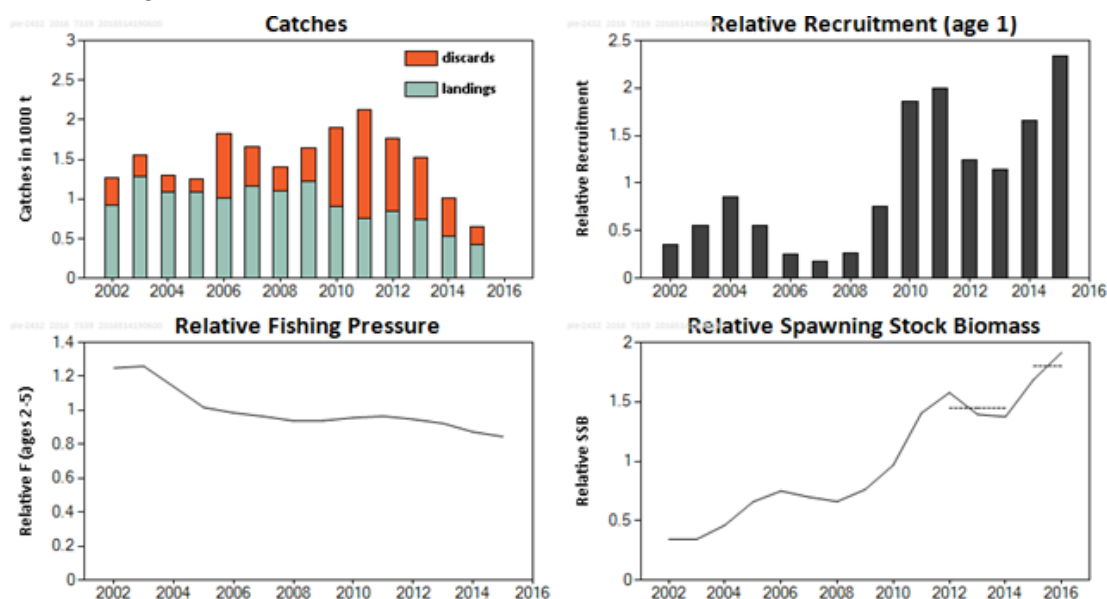 Catches
Catches in 1000 t
3
2.5
2
1.5
1
0.5
0
discards
landings
2002 2004 2006 2008 2010 2012 2014 2016
Relative Recruitment (age 1)
Relative Recruitment
2.5
2
1.5
1
0.5
0
2002 2004 2006 2008 2010 2012 2014 2016
Relative Fishing Pressure
Relative F (ages 2-5)
1.4
1.2
1
0.8
0.6
0.4
0.2
0
2002 2004 2006 2008 2010 2012 2014 2016
Relative Spawning Stock Biomass
Relative SSB
2
1.5
1
0.5
0
2002 2004 2006 2008 2010 2012 2014 2016